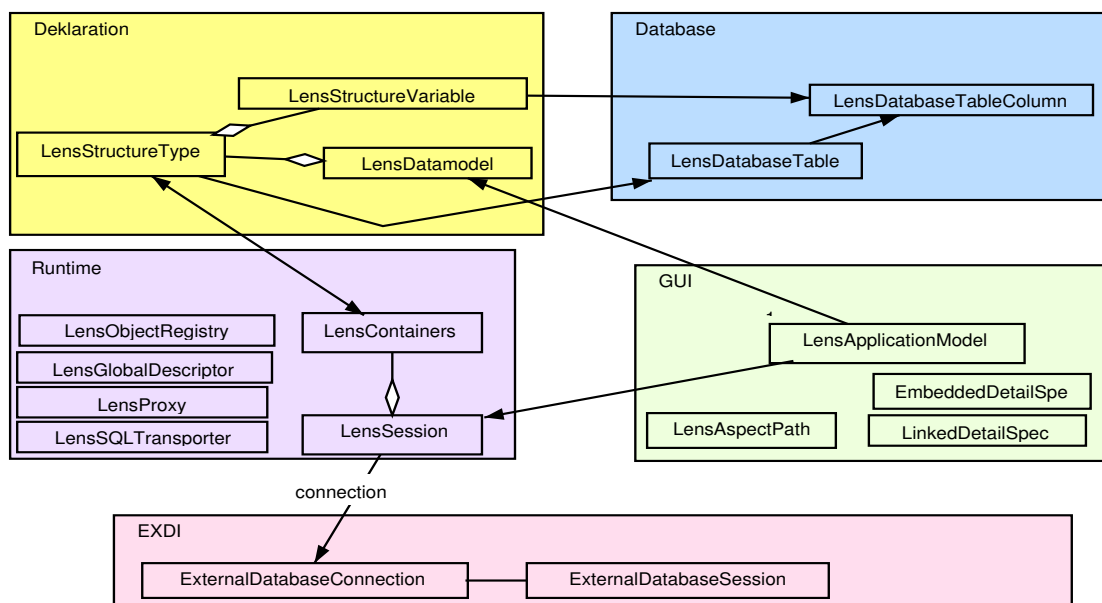 Deklaration
LensStructureVariable
LensStructureType
LensDatamodel
Database
LensDatabaseTableColumn
LensDatabaseTable
Runtime
LensObjectRegistry
LensGlobalDescriptor
LensProxy
LensSQLTransporter
LensContainers
LensSession
GUI
LensApplicationModel
EmbeddedDetailSpe
LensAspectPath
LinkedDetailSpec
connection
EXDI
ExternalDatabaseConnection
ExternalDatabaseSession